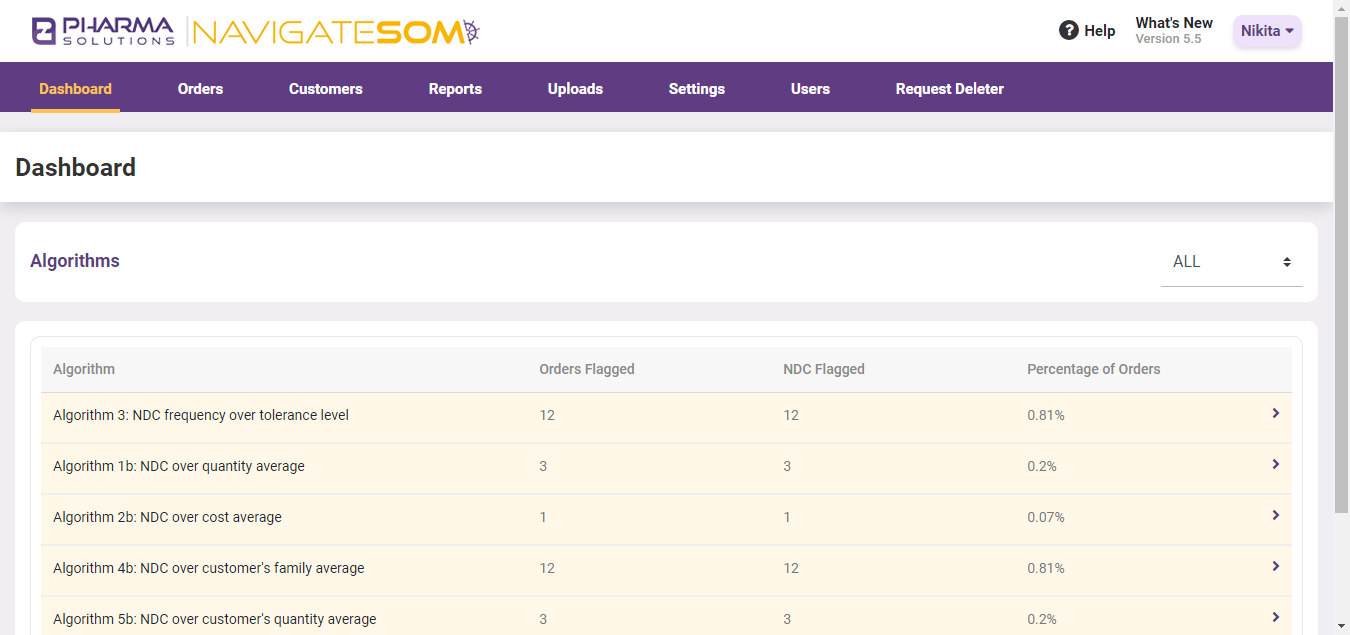 PHARMA SOLUTIONS NAVIGATESOM
? Help What's New Version 5.5 Nikita
Dashboard Orders Customers Reports Uploads Settings Users Request Deleter
Dashboard
Algorithms ALL
Algorithm Orders Flagged NDC Flagged Percentage of Orders
Algorithm 3: NDC frequency over tolerance level 12 12 0.81%
Algorithm 1b: NDC over quantity average 3 3 0.2%
Algorithm 2b: NDC over cost average 1 1 0.07%
Algorithm 4b: NDC over customer's family average 12 12 0.81%
Algorithm 5b: NDC over customer's quantity average 3 3 0.2%